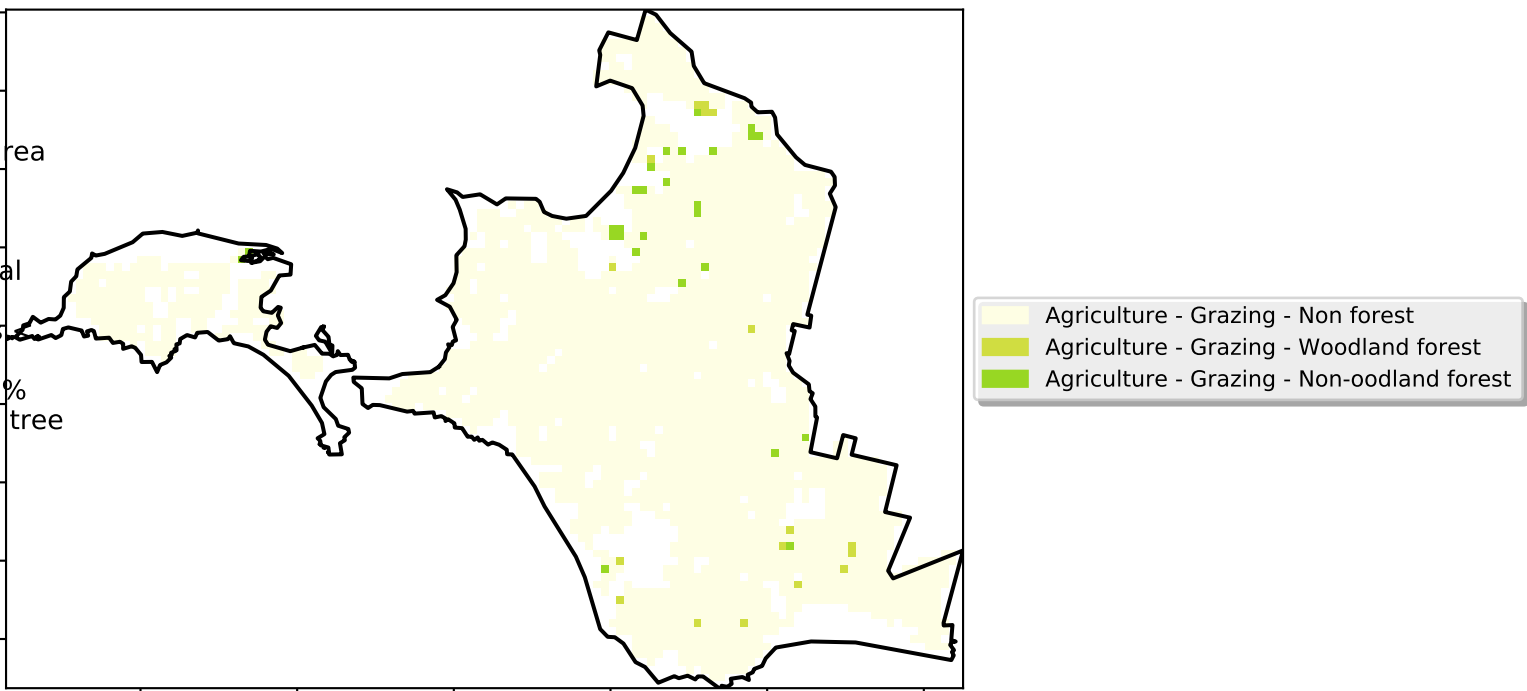 rea
al
%
tree
Agriculture - Grazing - Non forest
Agriculture - Grazing - Woodland forest
Agriculture - Grazing - Non-oodland forest